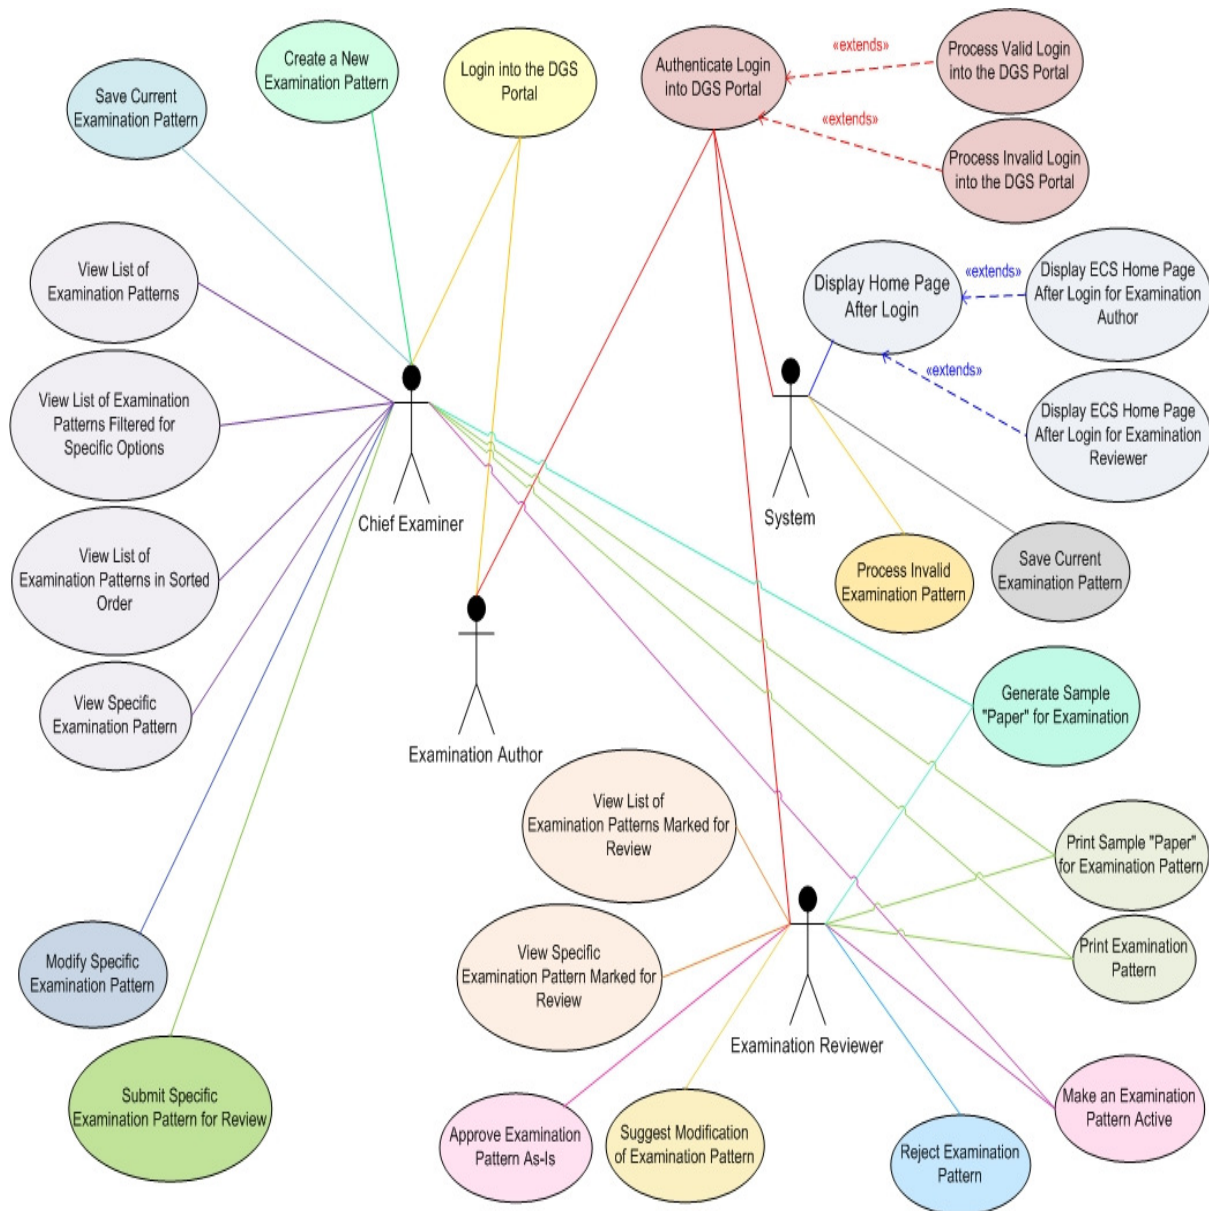 Create a New
Examination Pattern
Login into the DGS
Portal
Authenticate Login
into DGS Portal
«extends»
Process Valid Login
into the DGS Portal
Save Current
Examination Pattern
«extends»
Process Invalid Login
into the DGS Portal
View List of
Examination Patterns
Display Home Page
After Login
«extends»
Display ECS Home Page
After Login for Examination
Author
«extends»
Display ECS Home Page
After Login for Examination
Reviewer
View List of Examination
Patterns Filtered for
Specific Options
Chief Examiner
System
View List of
Examination Patterns in Sorted
Order
Process Invalid
Examination Pattern
Save Current
Examination Pattern
View Specific
Examination Pattern
Generate Sample
"Paper" for Examination
Examination Author
View List of
Examination Patterns Marked for
Review
Print Sample "Paper"
for Examination Pattern
View Specific
Examination Pattern Marked for
Review
Print Examination
Pattern
Modify Specific
Examination Pattern
Examination Reviewer
Submit Specific
Examination Pattern for Review
Make an Examination
Pattern Active
Approve Examination
Pattern As-Is
Suggest Modification
of Examination Pattern
Reject Examination
Pattern